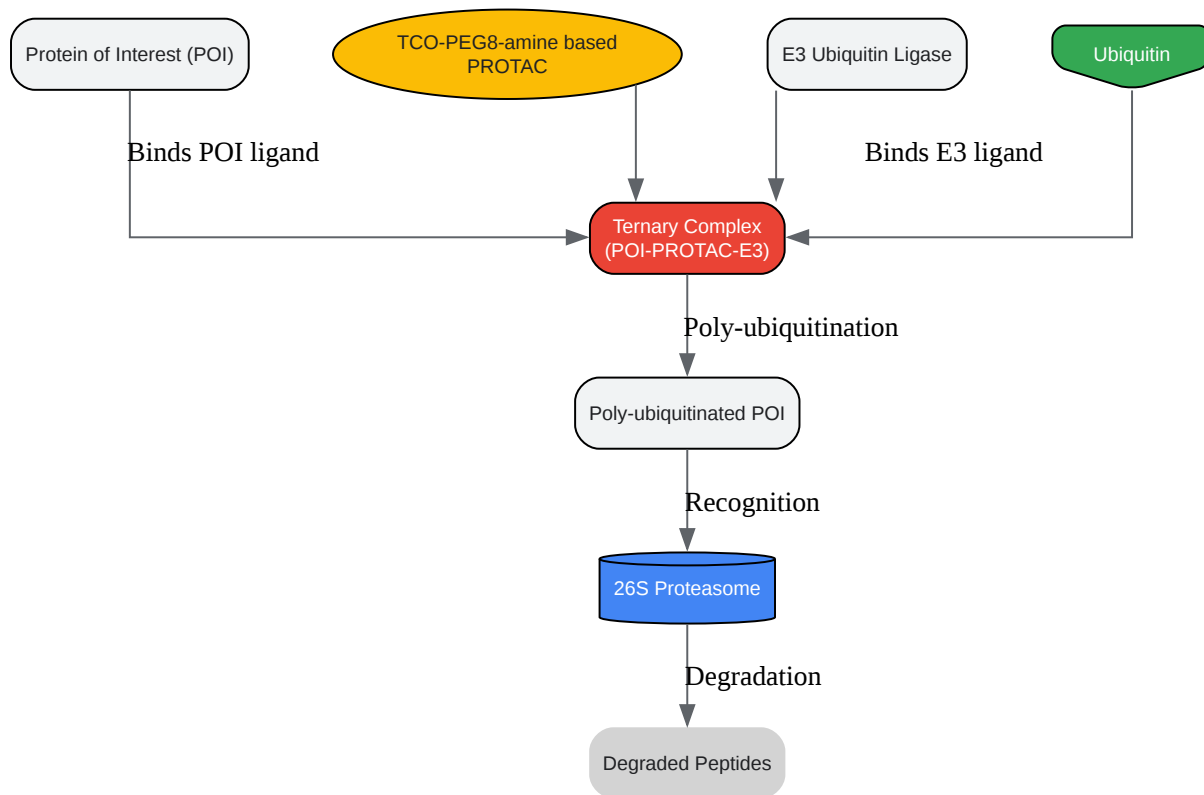 Protein of Interest (POI)
TCO-PEG8-amine based
PROTAC
E3 Ubiquitin Ligase
Ubiquitin
Binds POI ligand
Binds E3 ligand
Ternary Complex
(POI-PROTAC-E3)
Poly-ubiquitination
Poly-ubiquitinated POI
Recognition
26S Proteasome
Degradation
Degraded Peptides